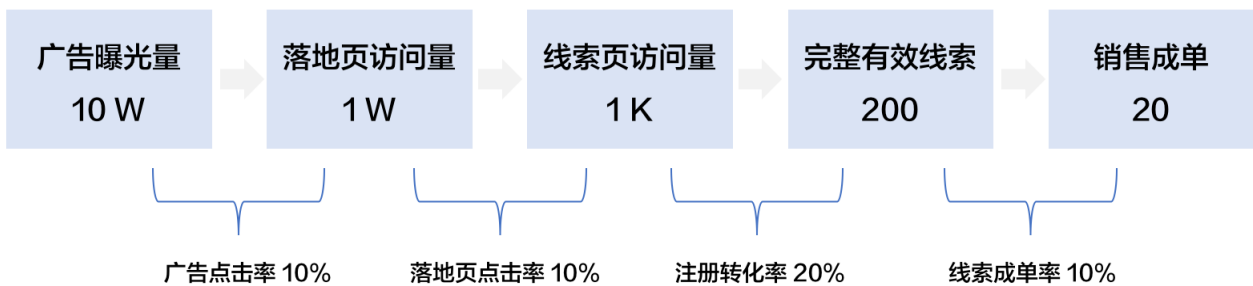 广告曝光量
10 W
落地页访问量
1 W
线索页访问量
1 K
完整有效线索
200
销售成单
20
广告点击率 10%
落地页点击率 10%
注册转化率 20%
线索成单率 10%